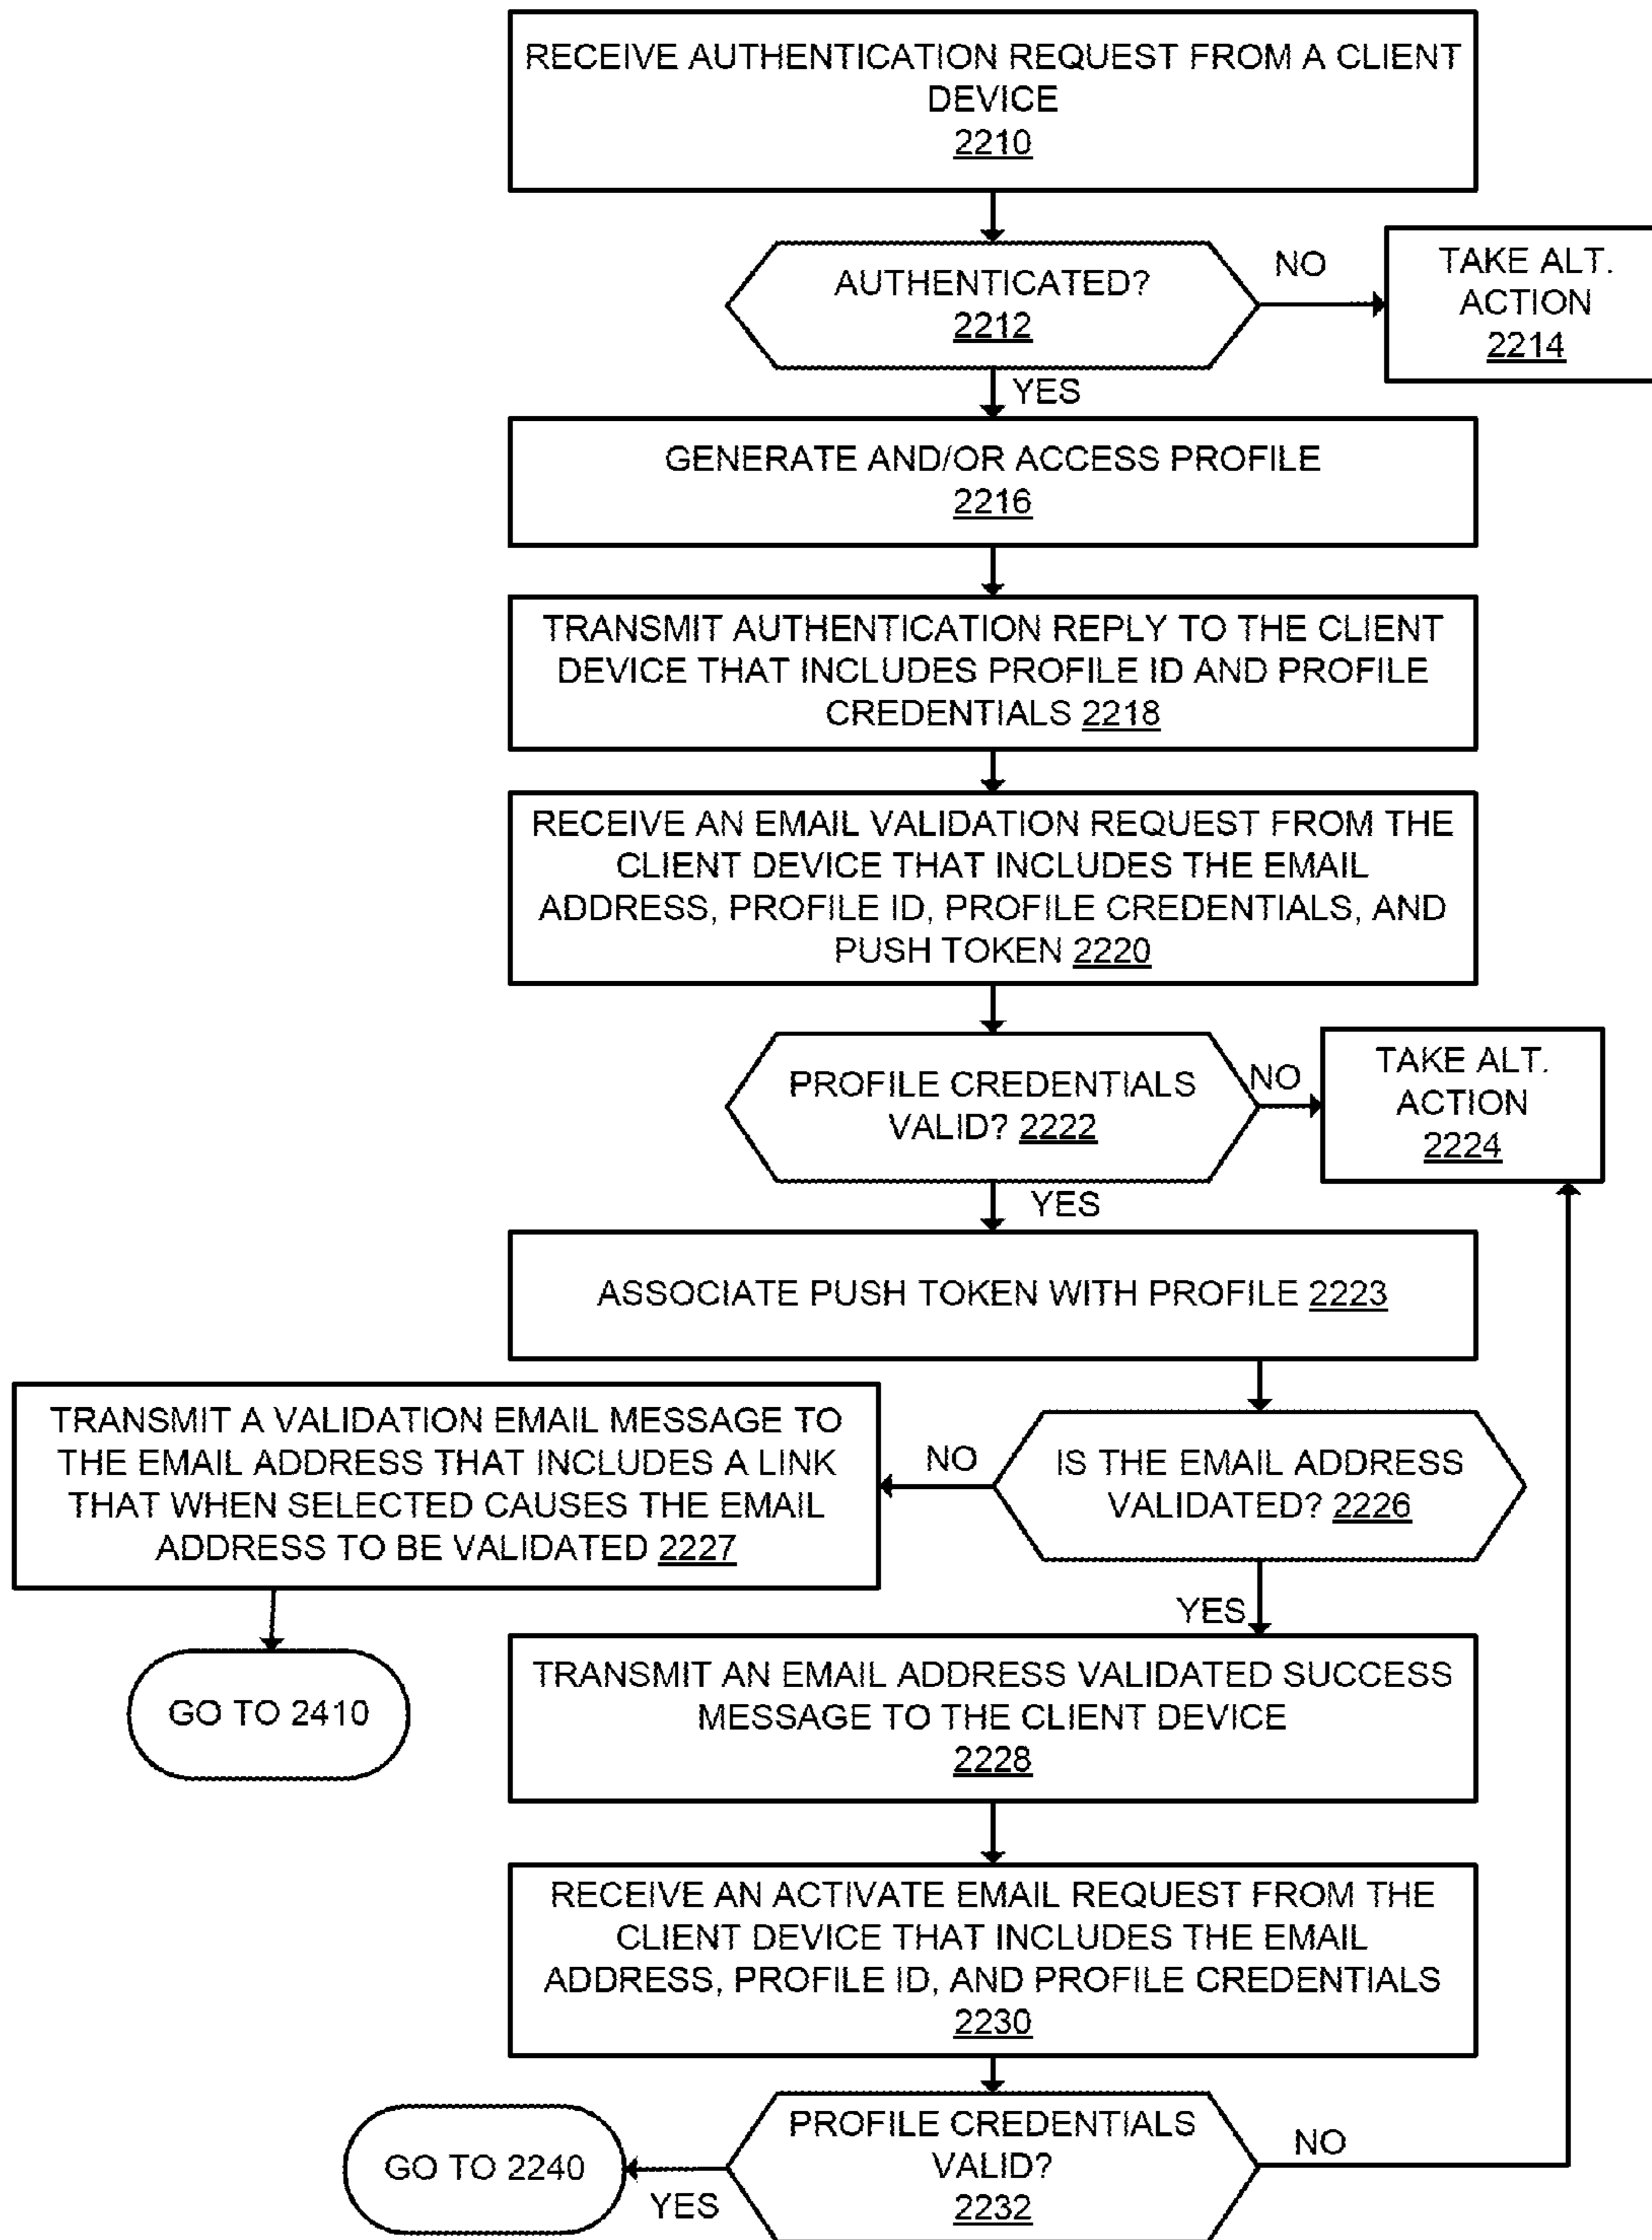 RECEIVE AUTHENTICATION REQUEST FROM A CLIENT
DEVICE
2210
AUTHENTICATED?
2212
NO
TAKE ALT.
ACTION
2214
YES
GENERATE AND/OR ACCESS PROFILE
2216
TRANSMIT AUTHENTICATION REPLY TO THE CLIENT
DEVICE THAT INCLUDES PROFILE ID AND PROFILE
CREDENTIALS 2218
RECEIVE AN EMAIL VALIDATION REQUEST FROM THE
CLIENT DEVICE THAT INCLUDES THE EMAIL
ADDRESS, PROFILE ID, PROFILE CREDENTIALS, AND
PUSH TOKEN 2220
PROFILE CREDENTIALS
VALID? 2222
NO
TAKE ALT.
ACTION
2224
YES
ASSOCIATE PUSH TOKEN WITH PROFILE 2223
IS THE EMAIL ADDRESS
VALIDATED? 2226
NO
TRANSMIT A VALIDATION EMAIL MESSAGE TO
THE EMAIL ADDRESS THAT INCLUDES A LINK
THAT WHEN SELECTED CAUSES THE EMAIL
ADDRESS TO BE VALIDATED 2227
GO TO 2410
YES
TRANSMIT AN EMAIL ADDRESS VALIDATED SUCCESS
MESSAGE TO THE CLIENT DEVICE
2228
RECEIVE AN ACTIVATE EMAIL REQUEST FROM THE
CLIENT DEVICE THAT INCLUDES THE EMAIL
ADDRESS, PROFILE ID, AND PROFILE CREDENTIALS
2230
PROFILE CREDENTIALS
VALID?
2232
NO
YES
GO TO 2240